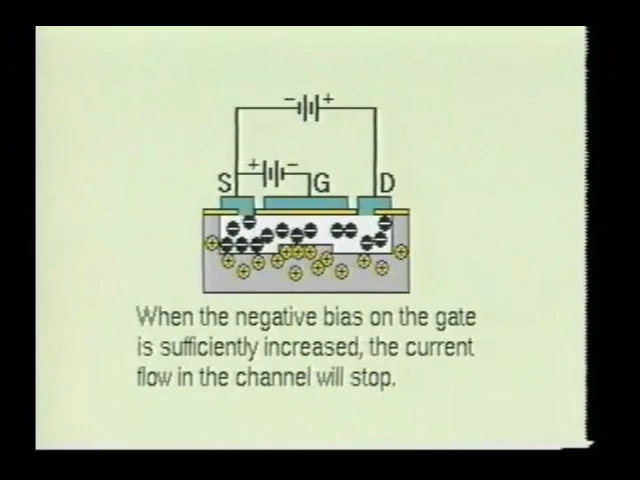 − +
+ −
S G D
When the negative bias on the gate
is sufficiently increased, the current
flow in the channel will stop.